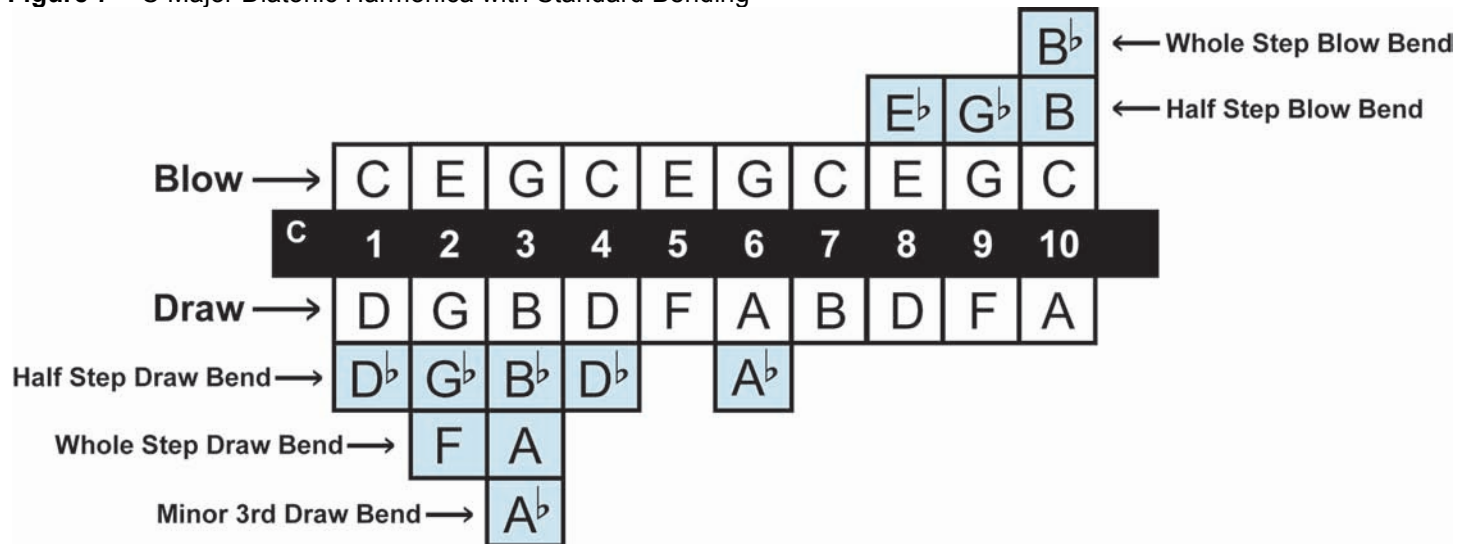 B♭ ← Whole Step Blow Bend
E♭ G♭ B ← Half Step Blow Bend
Blow → C E G C E G C E G C
C 1 2 3 4 5 6 7 8 9 10
Draw → D G B D F A B D F A
Half Step Draw Bend → D♭ G♭ B♭ D♭ A♭
Whole Step Draw Bend → F A
Minor 3rd Draw Bend → A♭